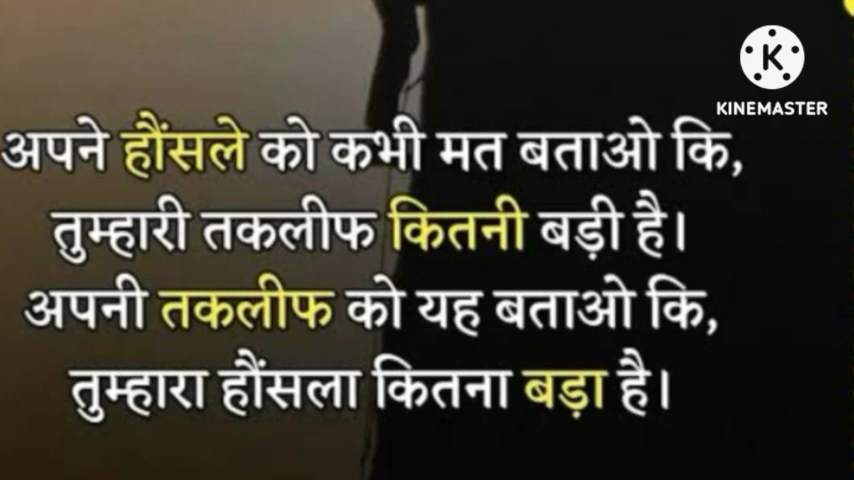 KINEMASTER
अपने हौंसले को कभी मत बताओ कि,
तुम्हारी तकलीफ कितनी बड़ी है।
अपनी तकलीफ को यह बताओ कि,
तुम्हारा हौंसला कितना बड़ा है।